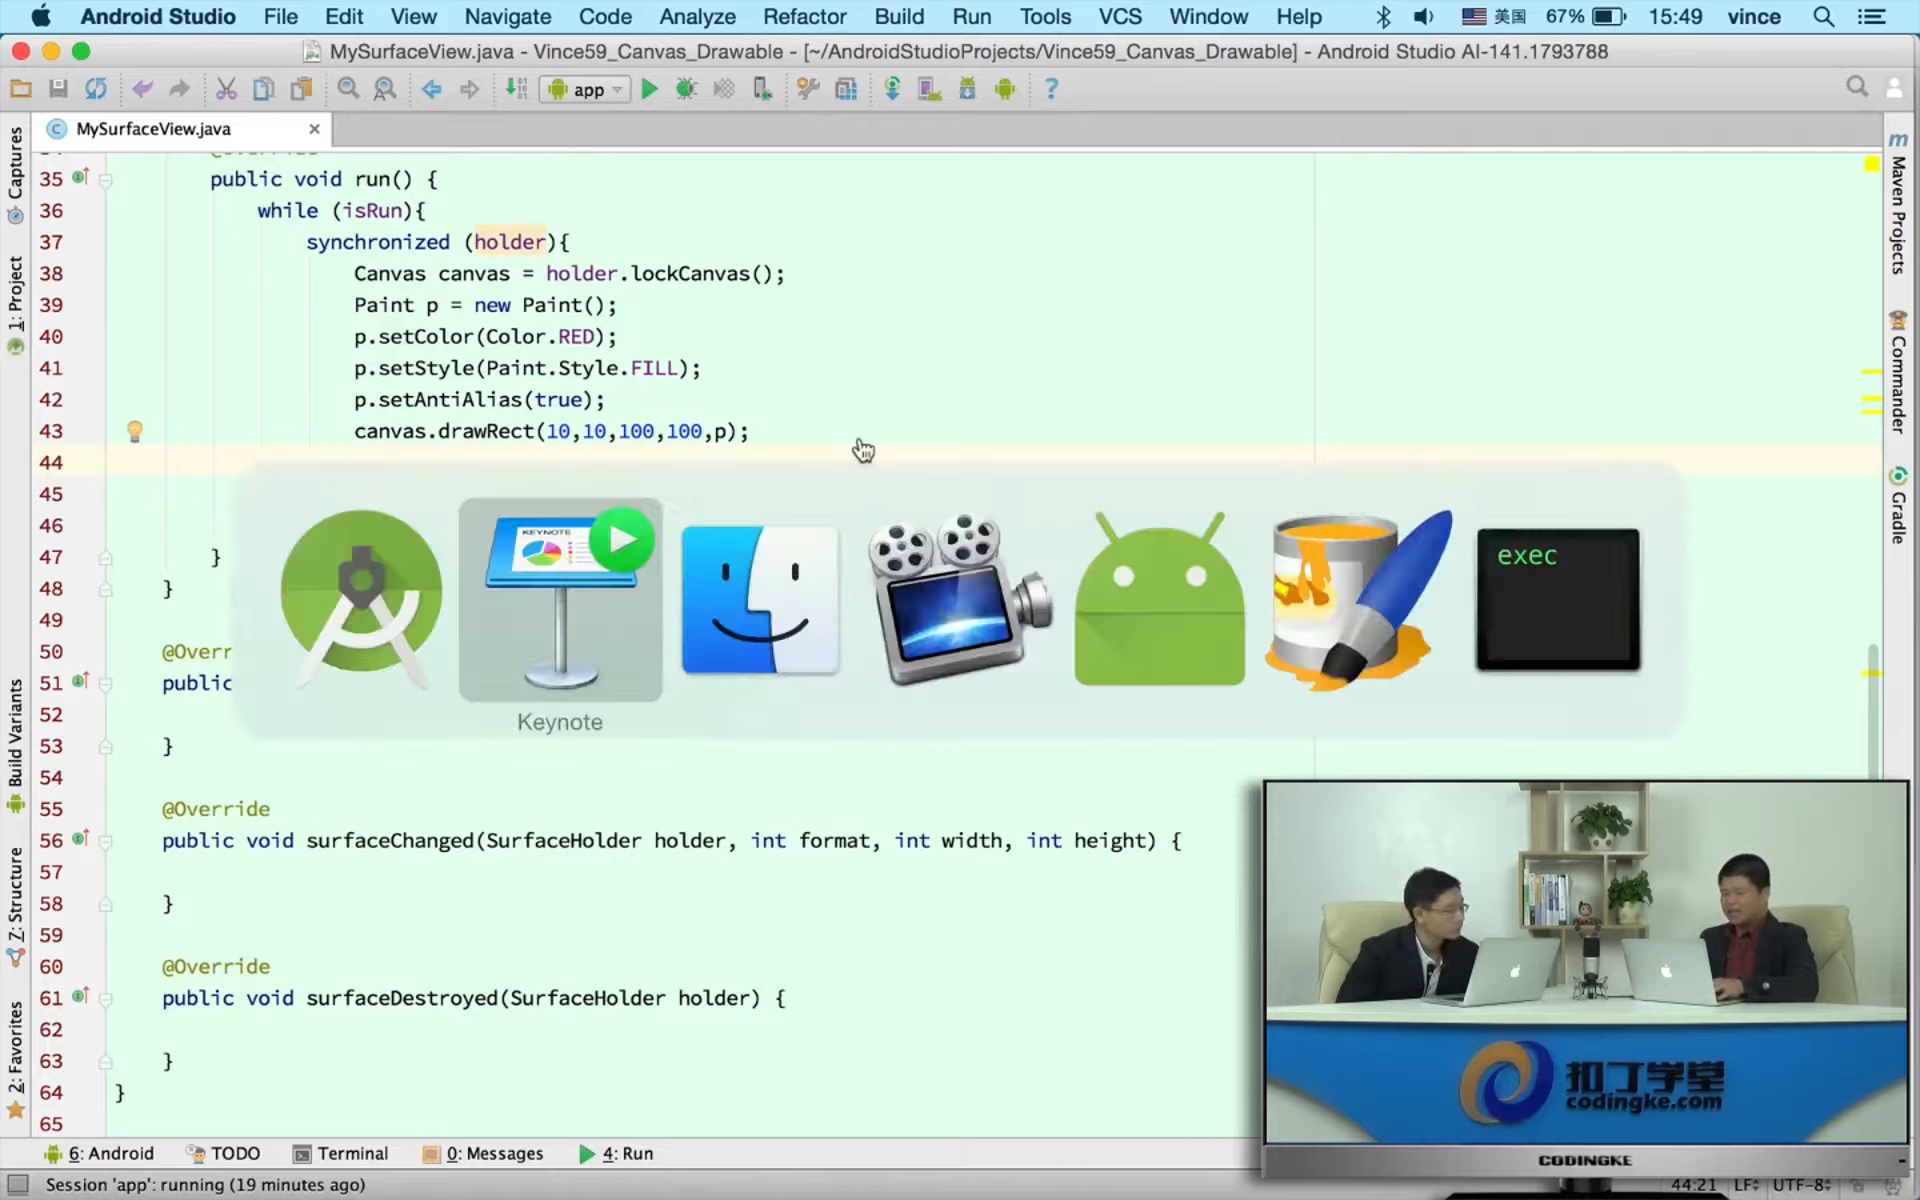 Android Studio File Edit View Navigate Code Analyze Refactor Build Run Tools VCS Window Help 美国 67% 15:49 vince
MySurfaceView.java - Vince59_Canvas_Drawable - [~/AndroidStudioProjects/Vince59_Canvas_Drawable] - Android Studio AI-141.1793788
app
MySurfaceView.java
Captures
1: Project
Build Variants
Z: Structure
2: Favorites
35 public void run() {
36 while (isRun){
37 synchronized (holder){
38 Canvas canvas = holder.lockCanvas();
39 Paint p = new Paint();
40 p.setColor(Color.RED);
41 p.setStyle(Paint.Style.FILL);
42 p.setAntiAlias(true);
43 canvas.drawRect(10,10,100,100,p);
44
45
46
47 }
48 }
49
50 @Overr
51 public
52
53 }
54
55 @Override
56 public void surfaceChanged(SurfaceHolder holder, int format, int width, int height) {
57
58 }
59
60 @Override
61 public void surfaceDestroyed(SurfaceHolder holder) {
62
63 }
64 }
65
KEYNOTE
exec
Keynote
Maven Projects
Commander
Gradle
扣丁学堂
codingke.com
CODINGKE
6: Android TODO Terminal 0: Messages 4: Run
Session 'app': running (19 minutes ago) 44:21 LF UTF-8